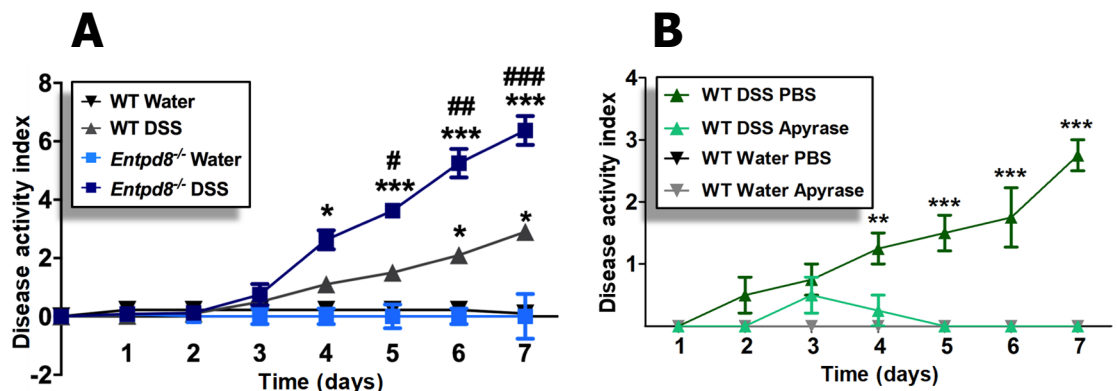 A
Disease activity index
8
6
4
2
0
-2
WT Water
WT DSS
Entpd8-/- Water
Entpd8-/- DSS
*
#
***
##
***
*
###
***
*
1 2 3 4 5 6 7
Time (days)
B
Disease activity index
4
3
2
1
WT DSS PBS
WT DSS Apyrase
WT Water PBS
WT Water Apyrase
**
***
***
***
1 2 3 4 5 6 7
Time (days)